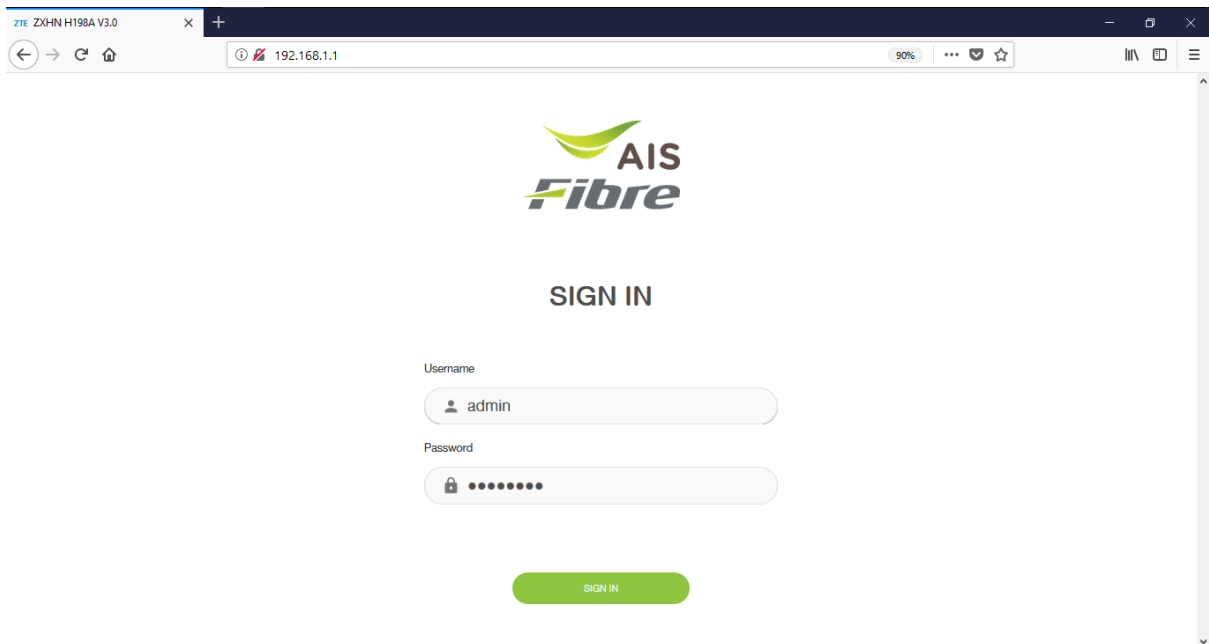 ZTE ZXHN H198A V3.0
192.168.1.1
90%
AIS
Fibre
SIGN IN
Username
admin
Password
••••••••
SIGN IN